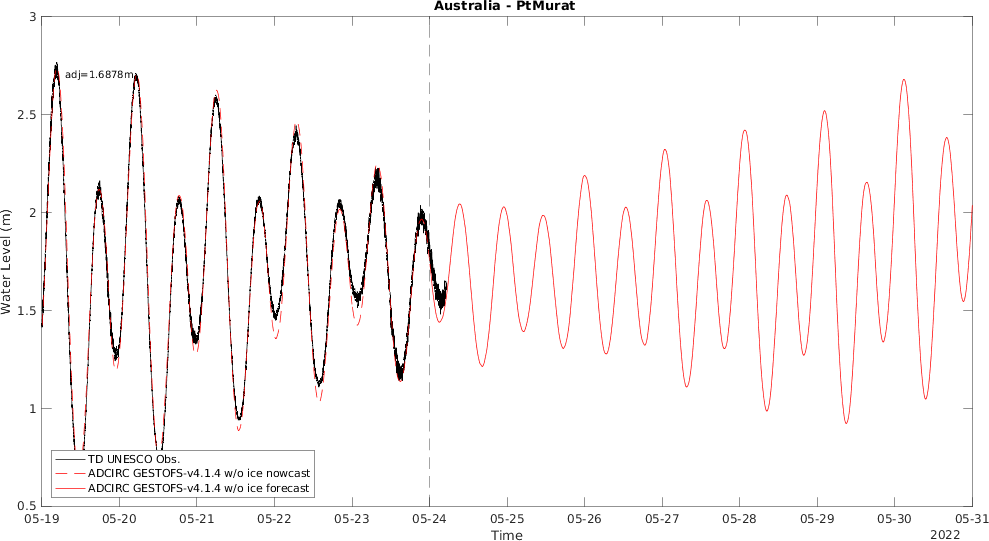 Australia - PtMurat
3
adj=1.6878m
2.5
2
Water Level (m)
1.5
1
TD UNESCO Obs.
ADCIRC GESTOFS-v4.1.4 w/o ice nowcast
ADCIRC GESTOFS-v4.1.4 w/o ice forecast
0.5
05-19 05-20 05-21 05-22 05-23 05-24 05-25 05-26 05-27 05-28 05-29 05-30 05-31
Time
2022